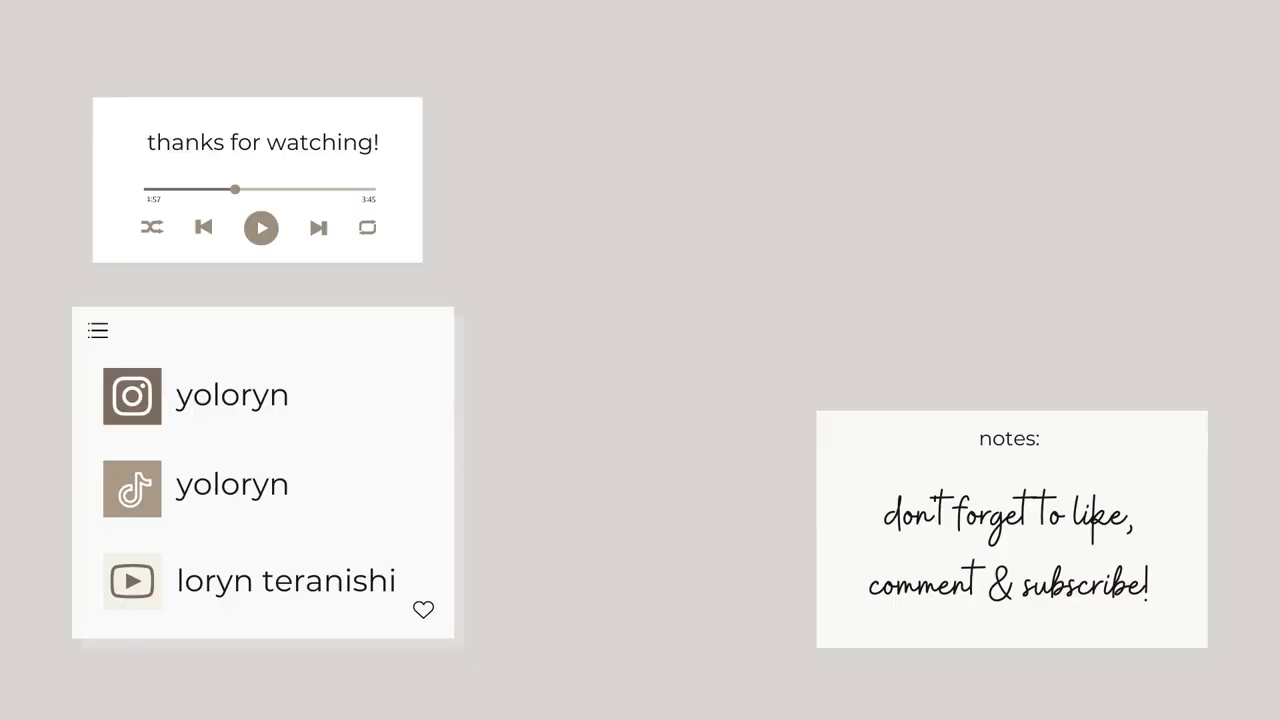 thanks for watching!
1:57
3:45
yoloryn
yoloryn
loryn teranishi
notes:
don't forget to like,
comment & subscribe!